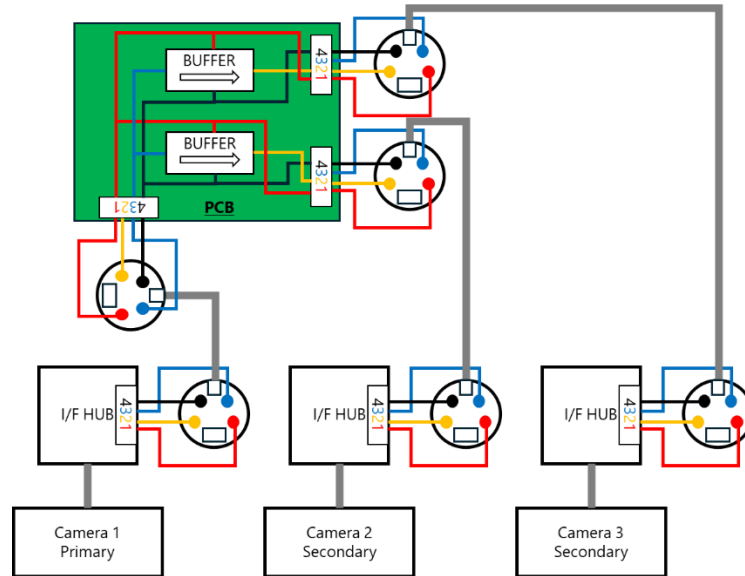 BUFFER
4321
BUFFER
4321
4321
PCB
I/F HUB
4321
I/F HUB
4321
I/F HUB
4321
Camera 1
Primary
Camera 2
Secondary
Camera 3
Secondary